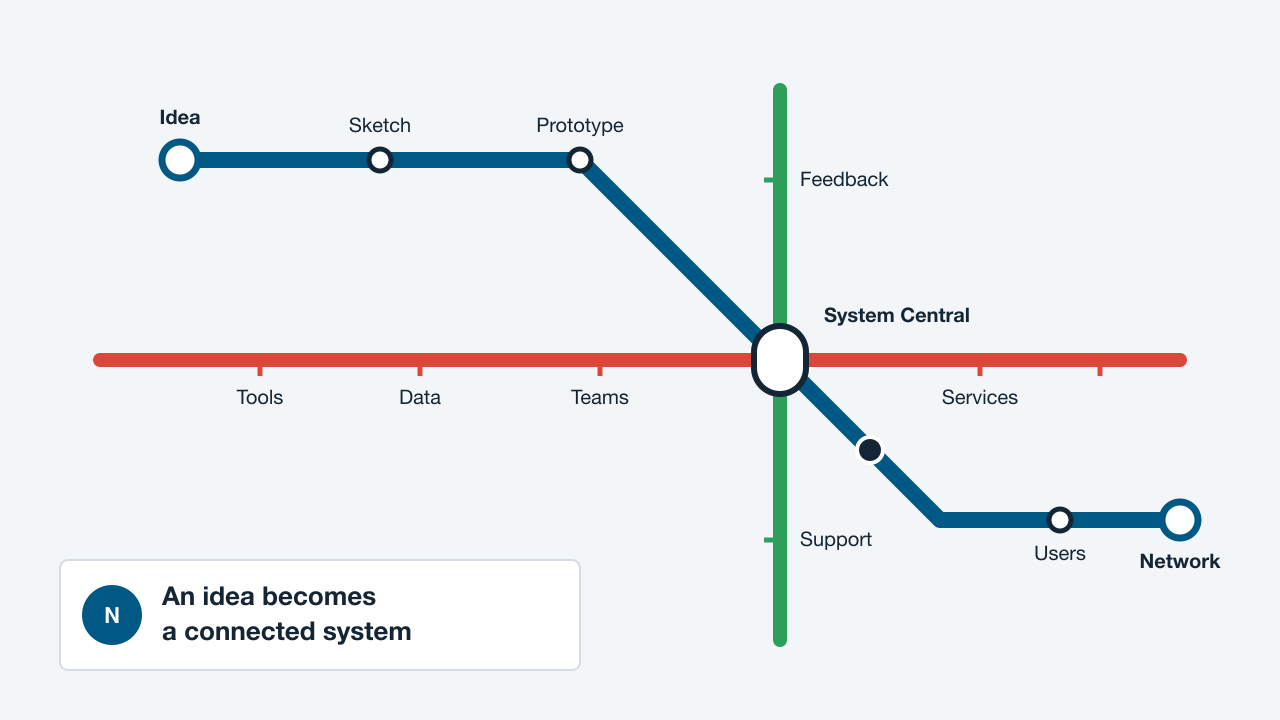 Idea
Sketch
Prototype
Feedback
System Central
Tools
Data
Teams
Services
Support
Users
Network
N
An idea becomes
a connected system